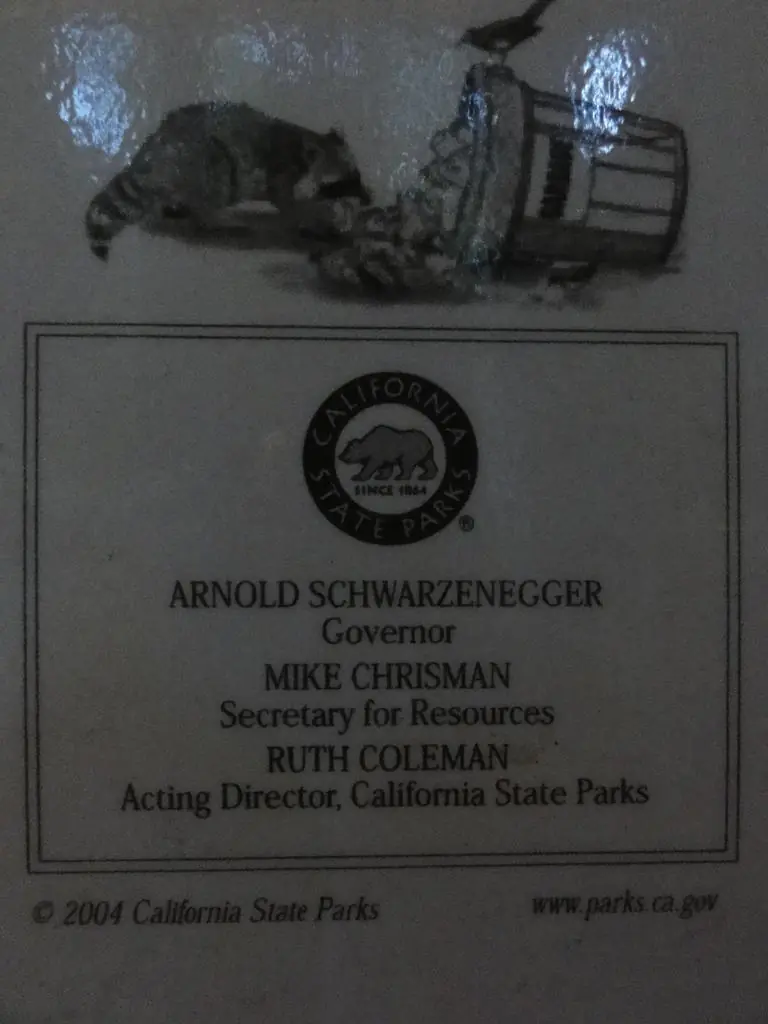 CALIFORNIA
SINCE 1864
STATE PARKS®
ARNOLD SCHWARZENEGGER
Governor
MIKE CHRISMAN
Secretary for Resources
RUTH COLEMAN
Acting Director, California State Parks
© 2004 California State Parks
www.parks.ca.gov